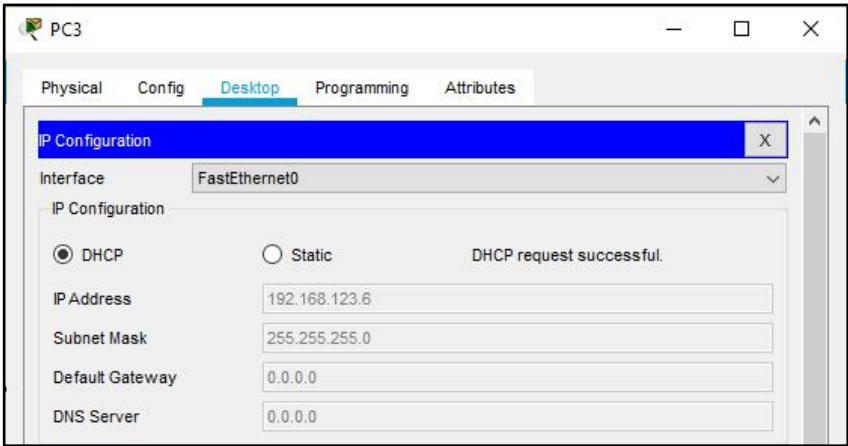 PC3
Physical Config Desktop Programming Attributes
IP Configuration X
Interface FastEthernet0
IP Configuration
DHCP Static DHCP request successful.
IP Address 192.168.123.6
Subnet Mask 255.255.255.0
Default Gateway 0.0.0.0
DNS Server 0.0.0.0